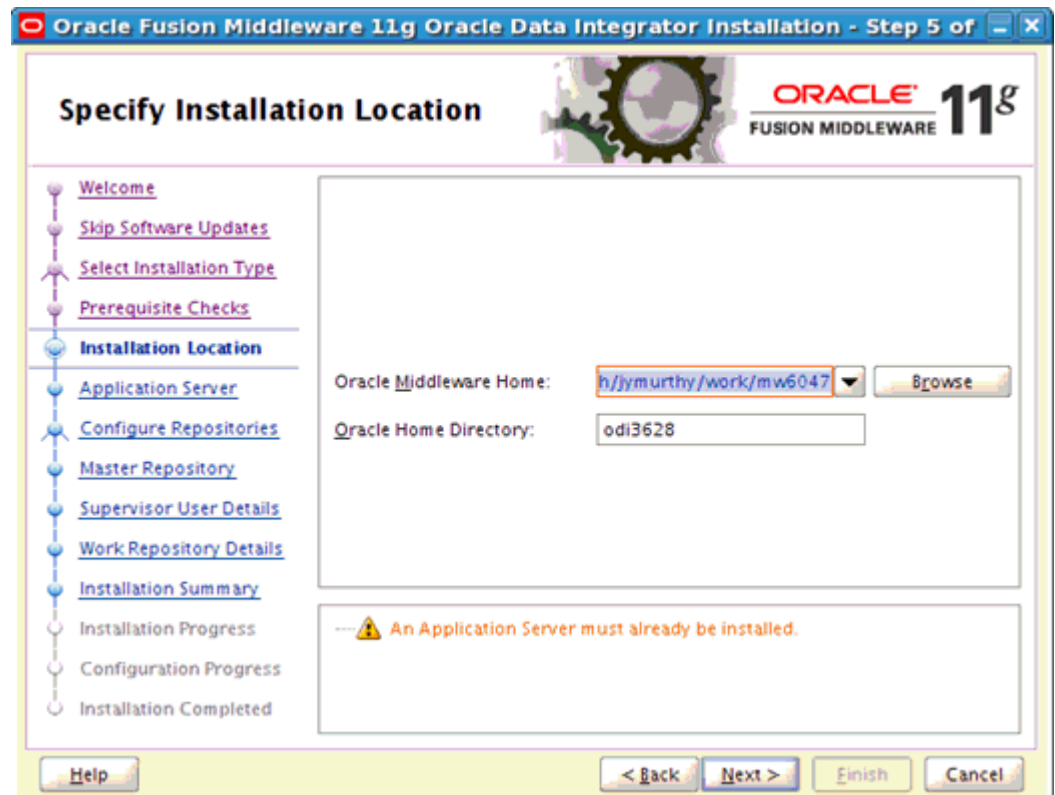 Oracle Fusion Middleware 11g Oracle Data Integrator Installation - Step 5 of
Specify Installation Location
ORACLE
FUSION MIDDLEWARE 11g
Welcome
Skip Software Updates
Select Installation Type
Prerequisite Checks
Installation Location
Application Server
Configure Repositories
Master Repository
Supervisor User Details
Work Repository Details
Installation Summary
Installation Progress
Configuration Progress
Installation Completed
Oracle Middleware Home: h/jymurthy/work/mw6047 Browse
Oracle Home Directory: odi3628
An Application Server must already be installed.
Help < Back Next > Finish Cancel